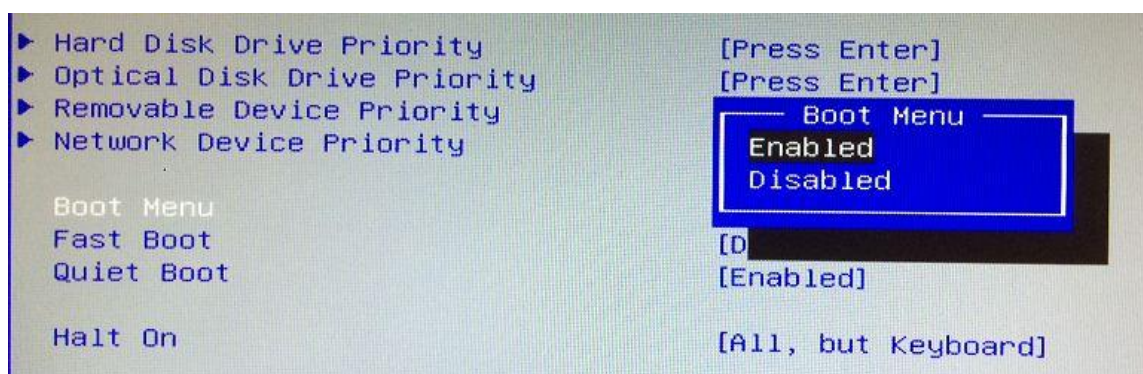 ▶ Hard Disk Drive Priority [Press Enter]
▶ Optical Disk Drive Priority [Press Enter]
▶ Removable Device Priority
▶ Network Device Priority
Boot Menu
Enabled
Disabled
Boot Menu
Fast Boot [D
Quiet Boot [Enabled]
Halt On [All, but Keyboard]